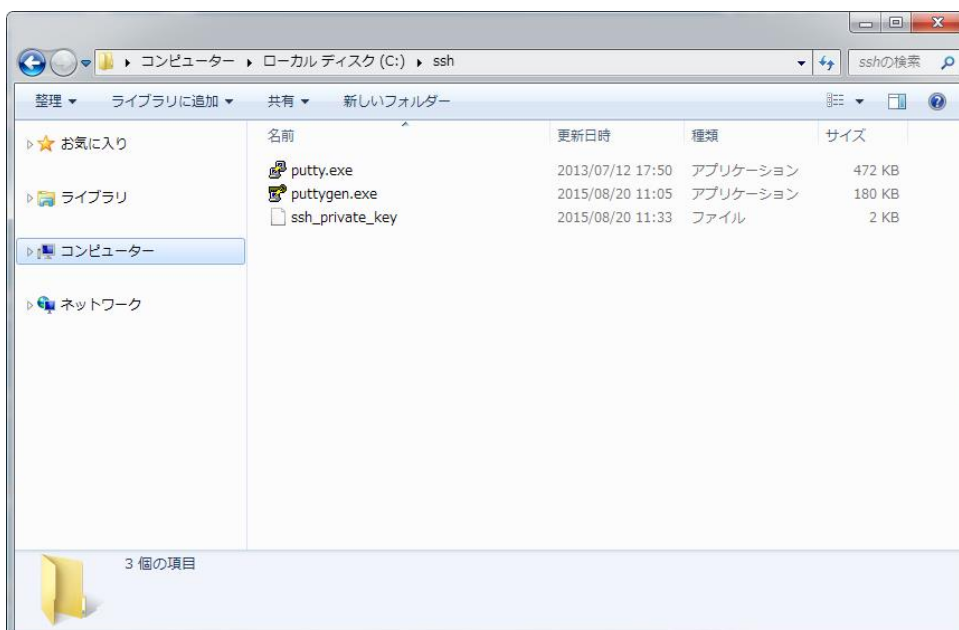 コンピューター ▸ ローカル ディスク (C:) ▸ ssh
sshの検索
整理 ライブラリに追加 共有 新しいフォルダー
名前 更新日時 種類 サイズ
お気に入り
ライブラリ
コンピューター
ネットワーク
putty.exe 2013/07/12 17:50 アプリケーション 472 KB
puttygen.exe 2015/08/20 11:05 アプリケーション 180 KB
ssh_private_key 2015/08/20 11:33 ファイル 2 KB
3 個の項目